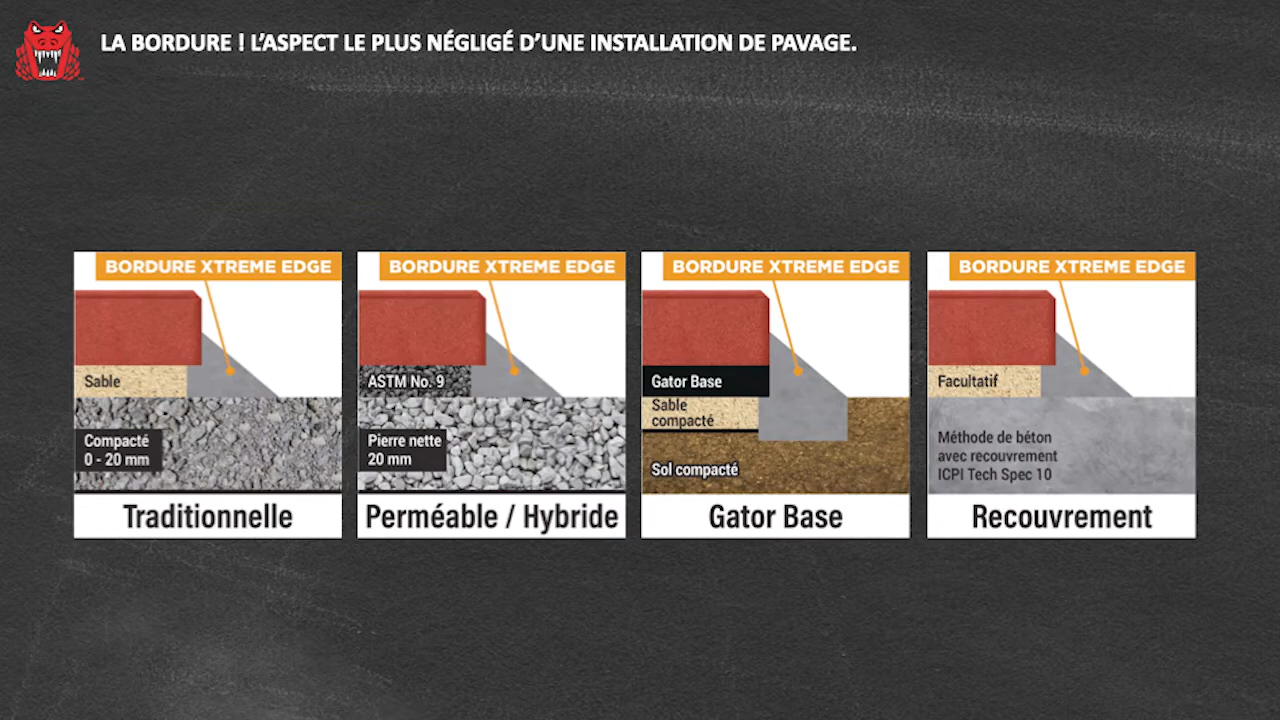 LA BORDURE ! L’ASPECT LE PLUS NÉGLIGÉ D’UNE INSTALLATION DE PAVAGE.
BORDURE XTREME EDGE
Sable
Compacté
0 - 20 mm
Traditionnelle
BORDURE XTREME EDGE
ASTM No. 9
Pierre nette
20 mm
Perméable / Hybride
BORDURE XTREME EDGE
Gator Base
Sable
compacté
Sol compacté
Gator Base
BORDURE XTREME EDGE
Facultatif
Méthode de béton
avec recouvrement
ICPI Tech Spec 10
Recouvrement